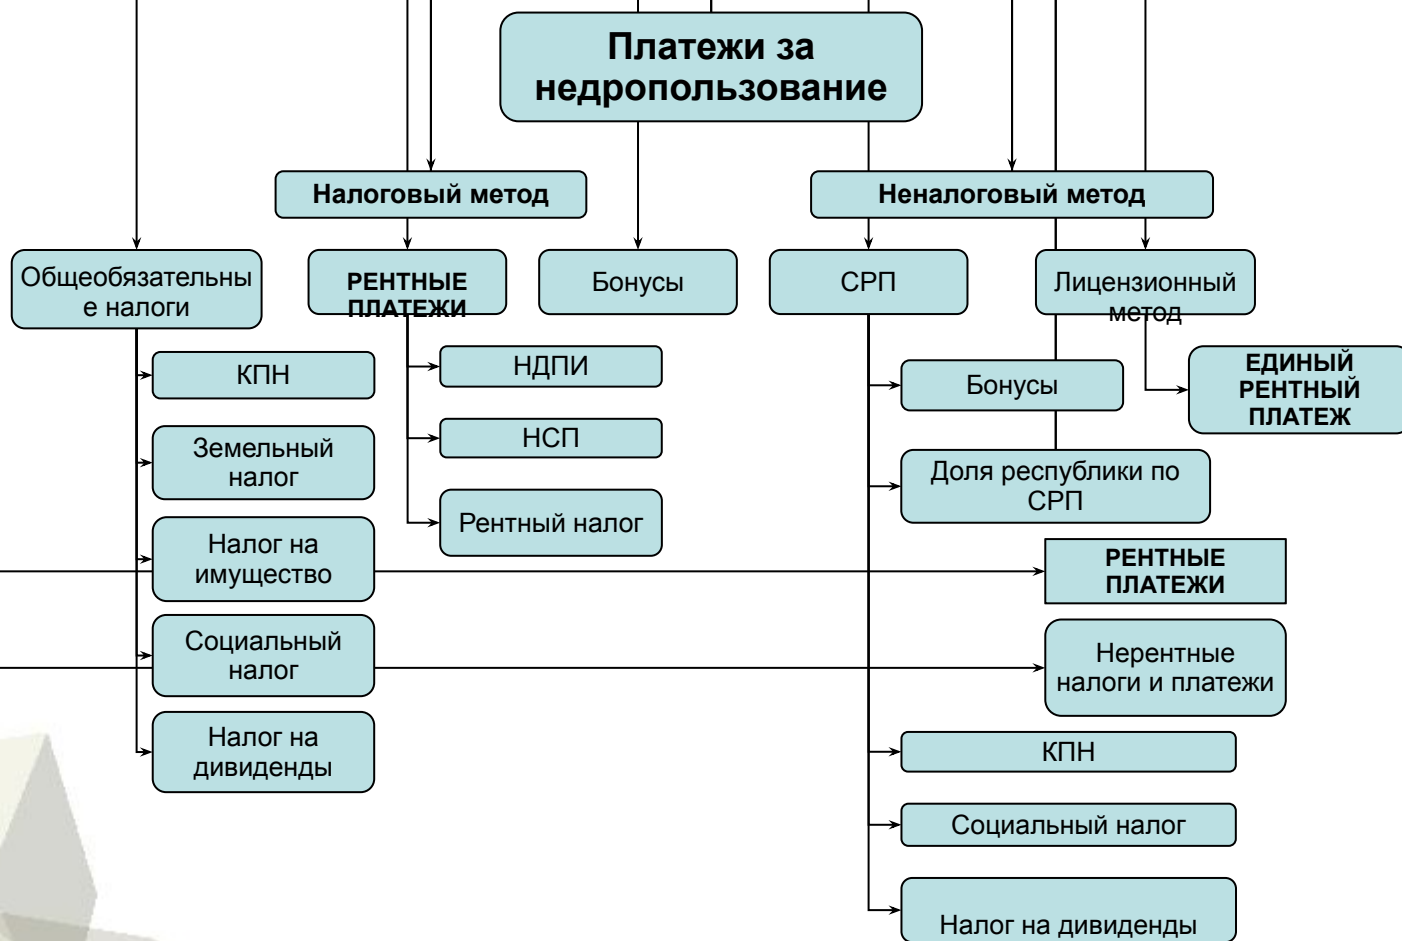 Платежи за
недропользование
Налоговый метод
Неналоговый метод
Общеобязательны
е налоги
РЕНТНЫЕ
ПЛАТЕЖИ
Бонусы
СРП
Лицензионный
метод
КПН
Земельный
налог
Налог на
имущество
Социальный
налог
Налог на
дивиденды
НДПИ
НСП
Рентный налог
Бонусы
Доля республики по
СРП
ЕДИНЫЙ
РЕНТНЫЙ
ПЛАТЕЖ
РЕНТНЫЕ
ПЛАТЕЖИ
Нерентные
налоги и платежи
КПН
Социальный налог
Налог на дивиденды